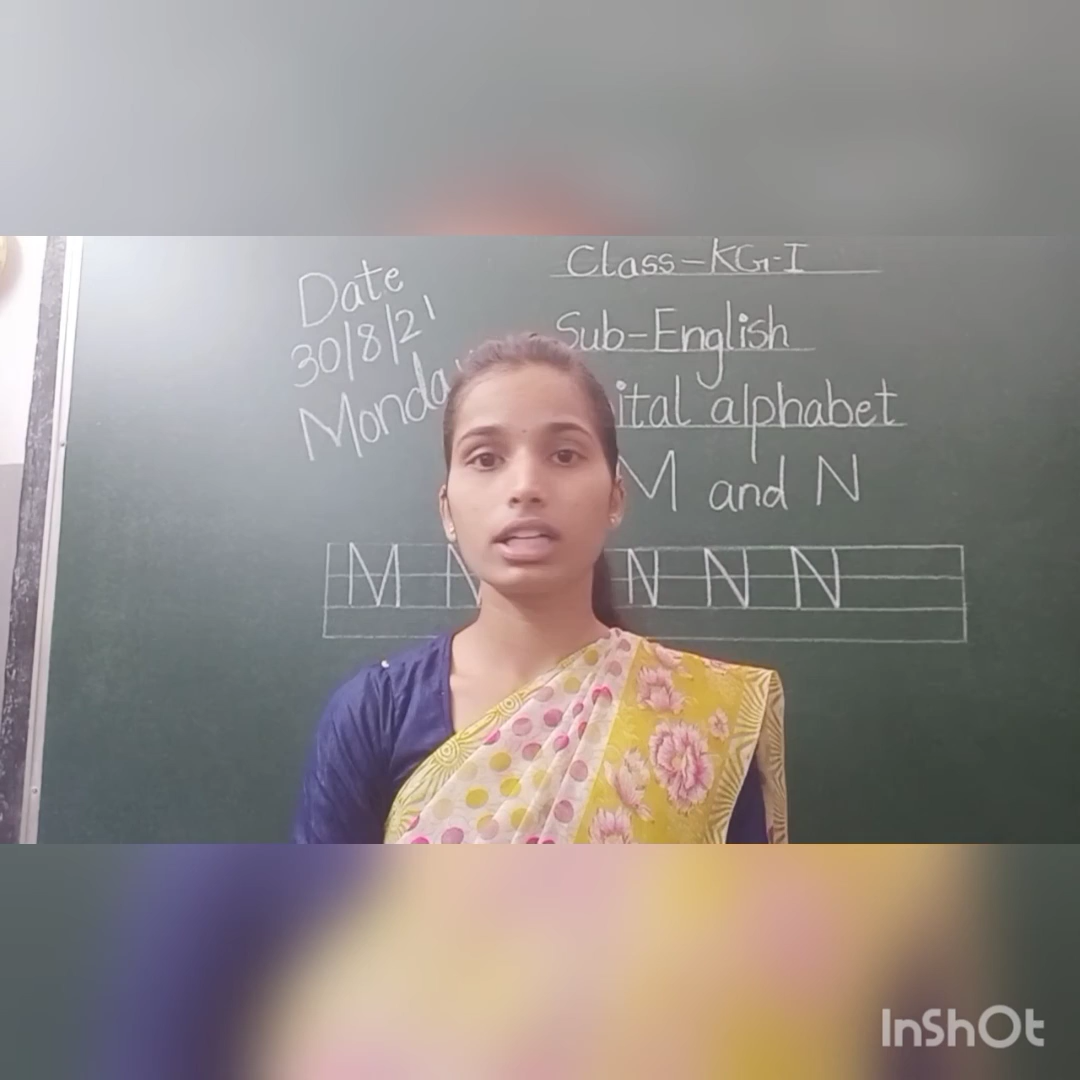 Date
30/8/21
Class-KG-I
Sub-English
alphabet
M and N
M N N N
InShOt